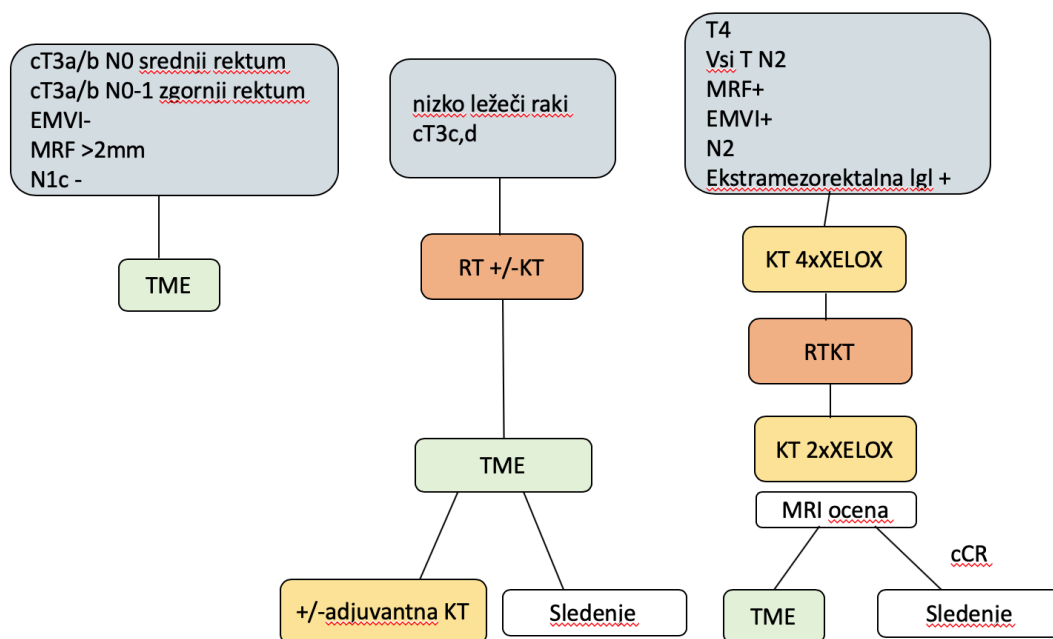 cT3a/b N0 srednji rektum
cT3a/b N0-1 zgornji rektum
EMVI-
MRF >2mm
N1c -
TME
nizko ležeči raki
cT3c,d
RT +/-KT
TME
+/-adjuvantna KT
Sledenje
T4
Vsi T N2
MRF+
EMVI+
N2
Ekstramezorektalna lgl +
KT 4xXELOX
RTKT
KT 2xXELOX
MRI ocena
cCR
TME
Sledenje